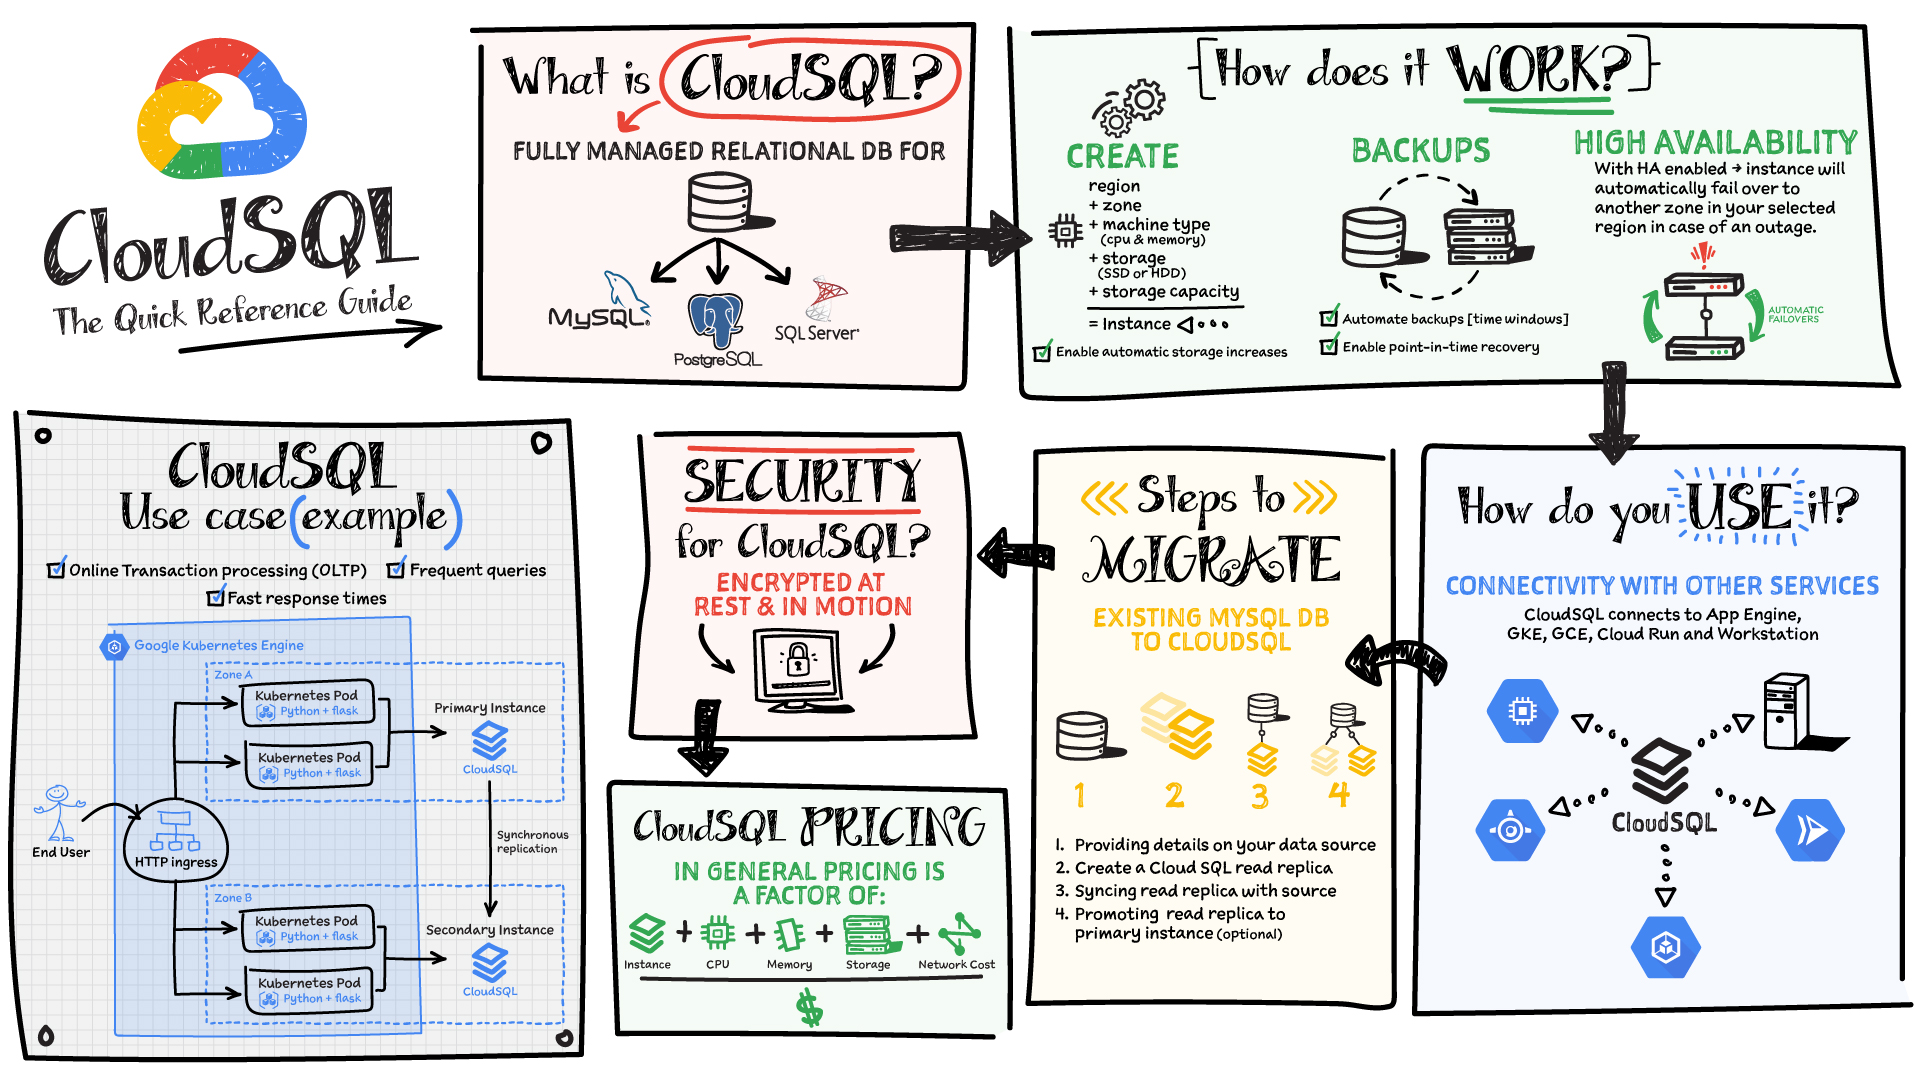 CloudSQL
The Quick Reference Guide
What is CloudSQL?
FULLY MANAGED RELATIONAL DB FOR
MySQL®
PostgreSQL
SQL Server
[How does it WORK?]
CREATE
region
+ zone
+ machine type
(cpu & memory)
+ storage
(SSD or HDD)
+ storage capacity
= Instance
Enable automatic storage increases
BACKUPS
Automate backups [time windows]
Enable point-in-time recovery
HIGH AVAILABILITY
With HA enabled → instance will
automatically fail over to
another zone in your selected
region in case of an outage.
AUTOMATIC
FAILOVERS
How do you USE it?
CONNECTIVITY WITH OTHER SERVICES
CloudSQL connects to App Engine,
GKE, GCE, Cloud Run and Workstation
CloudSQL
Steps to
MIGRATE
EXISTING MYSQL DB
TO CLOUDSQL
1 2 3 4
1. Providing details on your data source
2. Create a Cloud SQL read replica
3. Syncing read replica with source
4. Promoting read replica to
primary instance (optional)
SECURITY
for CloudSQL?
ENCRYPTED AT
REST & IN MOTION
CloudSQL PRICING
IN GENERAL PRICING IS
A FACTOR OF:
+ + + +
Instance CPU Memory Storage Network Cost
$
CloudSQL
Use case (example)
Online Transaction processing (OLTP) Frequent queries
Fast response times
Google Kubernetes Engine
Zone A
Kubernetes Pod
Python + flask
Kubernetes Pod
Python + flask
Primary Instance
CloudSQL
End User
HTTP ingress
Synchronous
replication
Zone B
Kubernetes Pod
Python + flask
Kubernetes Pod
Python + flask
Secondary Instance
CloudSQL